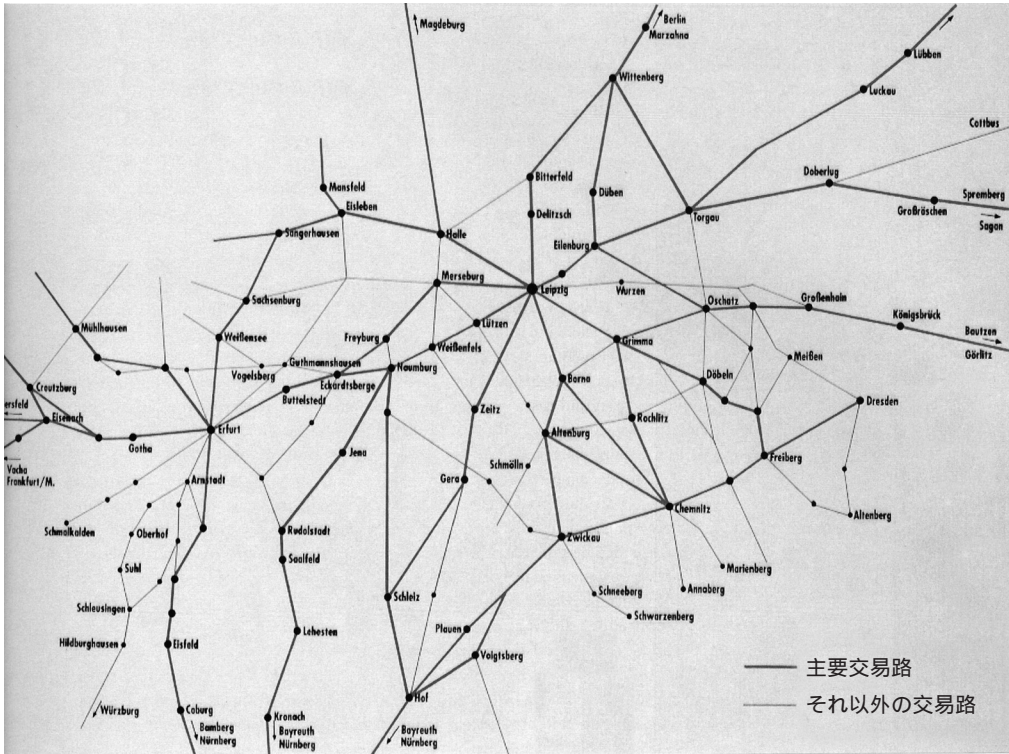 Magdeburg
Berlin
Marzahna
Lübben
Wittenberg
Luckau
Cottbus
Doberlug
Bitterfeld
Mansfeld
Düben
Spremberg
Eisleben
Delitzsch
Torgau
Großräschen
Sagan
Sangerhausen
Halle
Eilenburg
Merseburg
Leipzig
Wurzen
Sachsenburg
Oschatz
Großenhain
Königsbrück
Mühlhausen
Lützen
Bautzen
Görlitz
Weißensee
Freyburg
Weißenfels
Grimma
Meißen
Guthmannshausen
Vogelsberg
Naumburg
Eckardtsberge
Borna
Döbeln
Creutzburg
Buttelstedt
Dresden
ersfeld
Eisenach
Zeitz
Rochlitz
Erfurt
Altenburg
Gotha
Jena
Freiberg
Vacha
Frankfurt/M.
Schmölln
Gera
Arnstadt
Chemnitz
Altenberg
Schmalkalden
Oberhof
Rudolstadt
Zwickau
Saalfeld
Suhl
Marienberg
Annaberg
Schneeberg
Schleiz
Schleusingen
Schwarzenberg
Lehesten
Plauen
Hildburghausen
Eisfeld
Voigtsberg
主要交易路
Hof
それ以外の交易路
Würzburg
Coburg
Kronach
Bamberg
Nürnberg
Bayreuth
Nürnberg
Bayreuth
Nürnberg